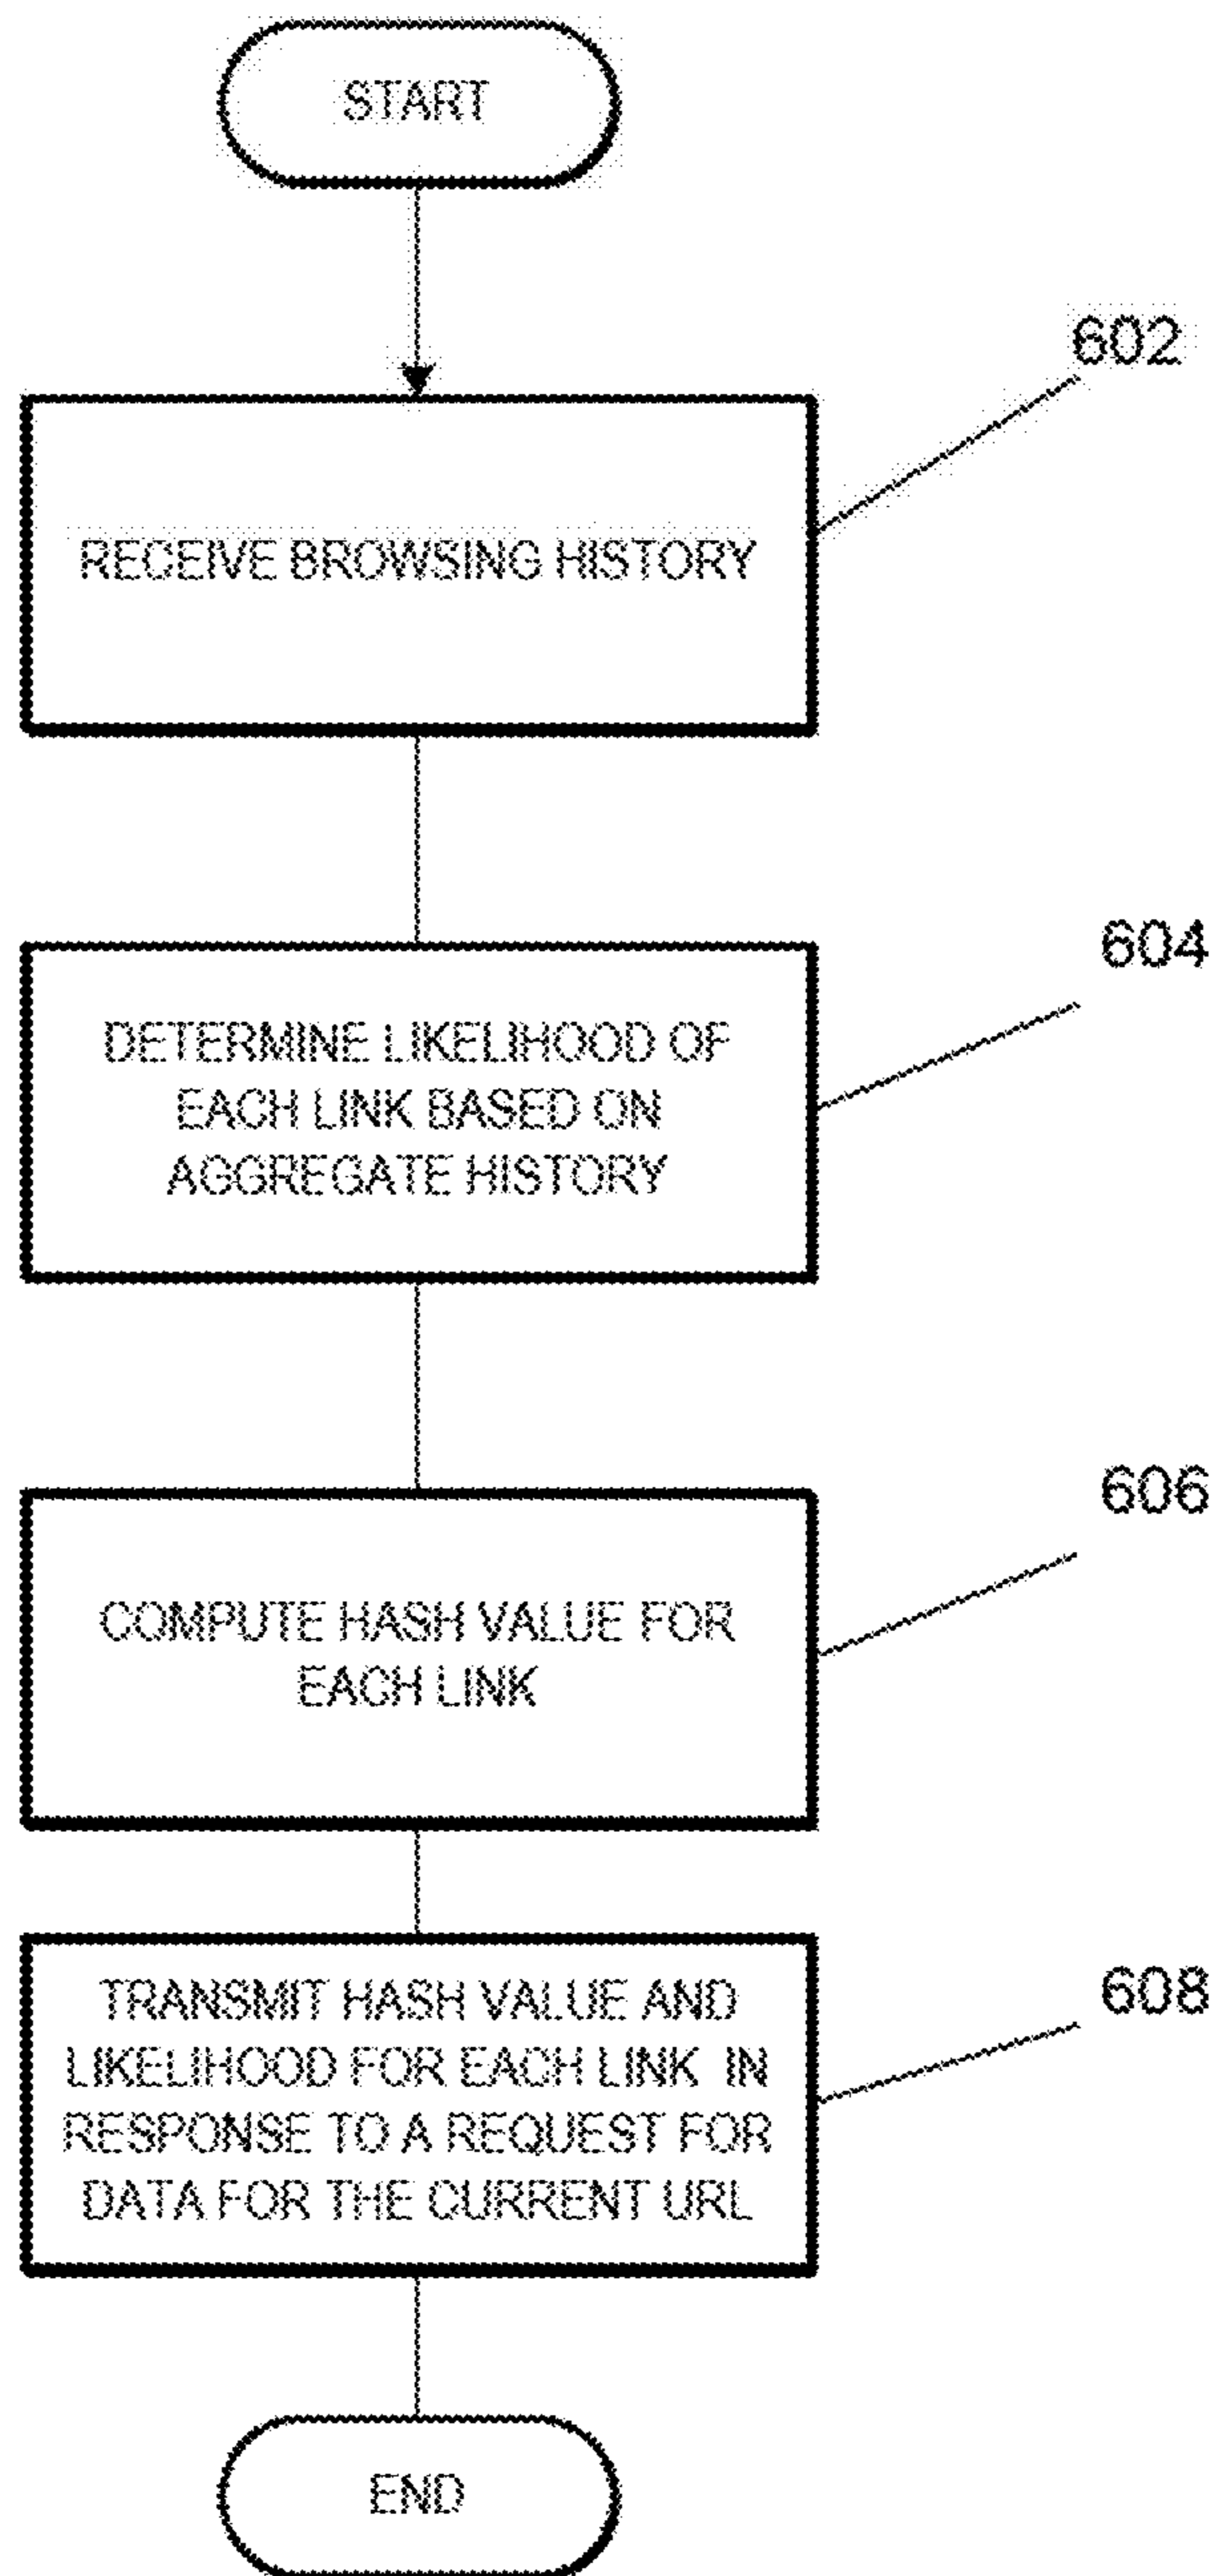 START
602
RECEIVE BROWSING HISTORY
604
DETERMINE LIKELIHOOD OF
EACH LINK BASED ON
AGGREGATE HISTORY
606
COMPUTE HASH VALUE FOR
EACH LINK
608
TRANSMIT HASH VALUE AND
LIKELIHOOD FOR EACH LINK IN
RESPONSE TO A REQUEST FOR
DATA FOR THE CURRENT URL
END